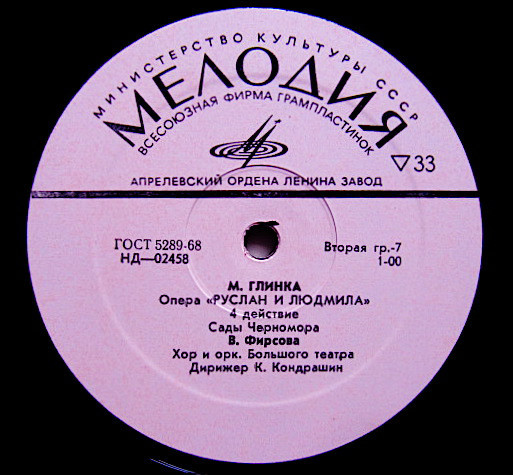 МИНИСТЕРСТВО КУЛЬТУРЫ СССР
МЕЛОДИЯ
ВСЕСОЮЗНАЯ ФИРМА ГРАМПЛАСТИНОК
▽33
АПРЕЛЕВСКИЙ ОРДЕНА ЛЕНИНА ЗАВОД
ГОСТ 5289-68
НД—02458
Вторая гр.-7
1-00
М. ГЛИНКА
Опера «РУСЛАН И ЛЮДМИЛА»
4 действие
Сады Черномора
В. Фирсова
Хор и орк. Большого театра
Дирижер К. Кондрашин